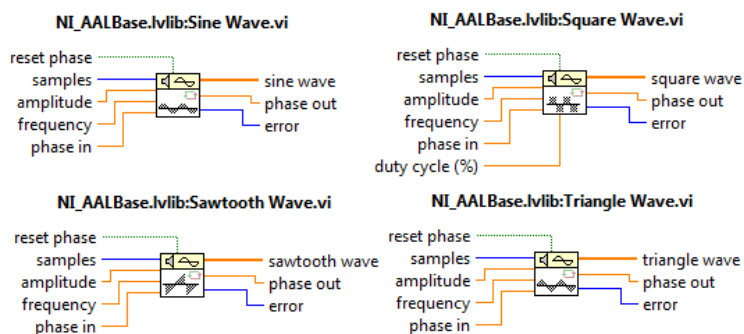 NI_AALBase.lvlib:Sine Wave.vi
reset phase
samples
amplitude
frequency
phase in
sine wave
phase out
error
NI_AALBase.lvlib:Square Wave.vi
reset phase
samples
amplitude
frequency
phase in
duty cycle (%)
square wave
phase out
error
NI_AALBase.lvlib:Sawtooth Wave.vi
reset phase
samples
amplitude
frequency
phase in
sawtooth wave
phase out
error
NI_AALBase.lvlib:Triangle Wave.vi
reset phase
samples
amplitude
frequency
phase in
triangle wave
phase out
error